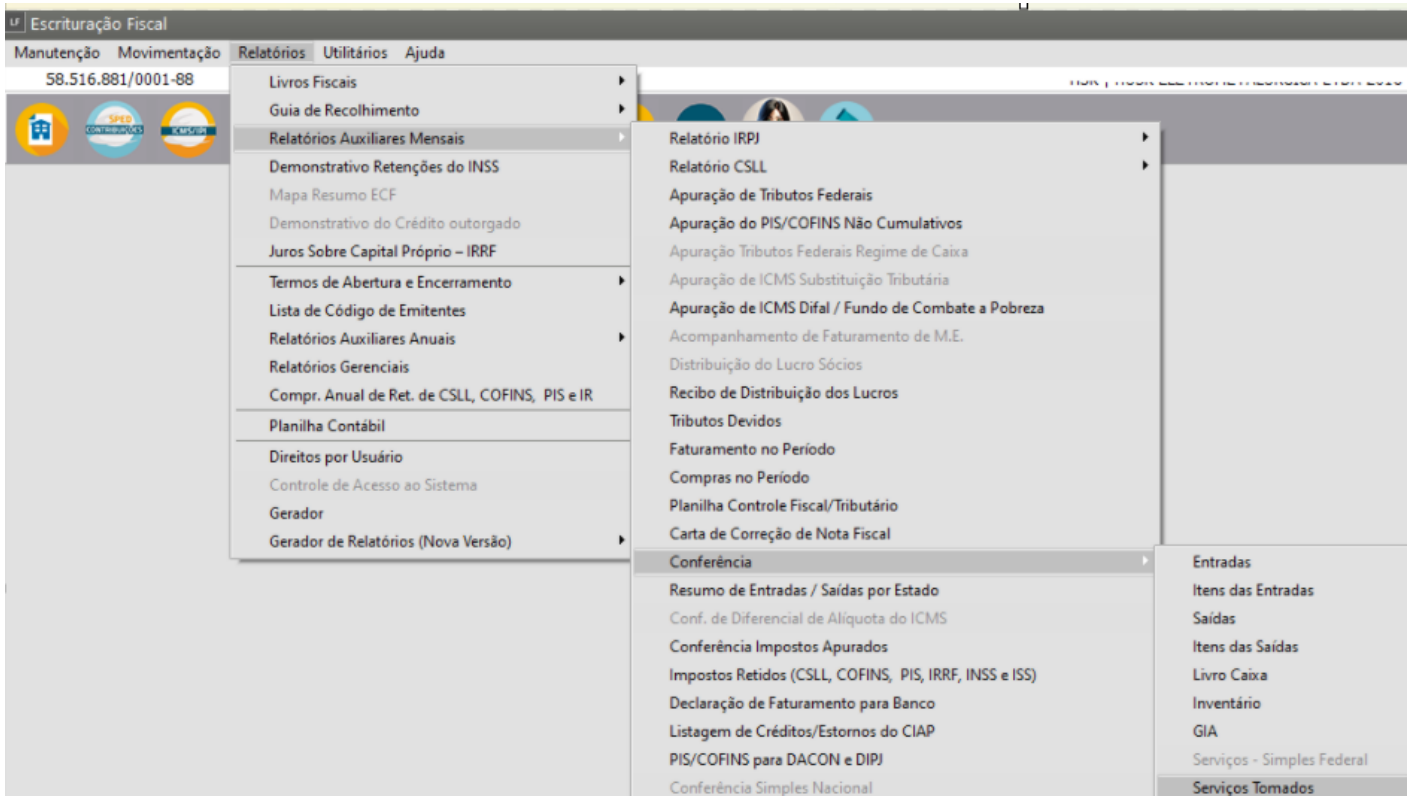 LF Escrituração Fiscal
Manutenção Movimentação Relatórios Utilitários Ajuda
58.516.881/0001-88
SPED CONTRIBUIÇÕES
ICMS/IPI
Livros Fiscais
Guia de Recolhimento
Relatórios Auxiliares Mensais
Demonstrativo Retenções do INSS
Mapa Resumo ECF
Demonstrativo do Crédito outorgado
Juros Sobre Capital Próprio – IRRF
Termos de Abertura e Encerramento
Lista de Código de Emitentes
Relatórios Auxiliares Anuais
Relatórios Gerenciais
Compr. Anual de Ret. de CSLL, COFINS, PIS e IR
Planilha Contábil
Direitos por Usuário
Controle de Acesso ao Sistema
Gerador
Gerador de Relatórios (Nova Versão)
Relatório IRPJ
Relatório CSLL
Apuração de Tributos Federais
Apuração do PIS/COFINS Não Cumulativos
Apuração Tributos Federais Regime de Caixa
Apuração de ICMS Substituição Tributária
Apuração de ICMS Difal / Fundo de Combate a Pobreza
Acompanhamento de Faturamento de M.E.
Distribuição do Lucro Sócios
Recibo de Distribuição dos Lucros
Tributos Devidos
Faturamento no Período
Compras no Período
Planilha Controle Fiscal/Tributário
Carta de Correção de Nota Fiscal
Conferência
Resumo de Entradas / Saídas por Estado
Conf. de Diferencial de Alíquota do ICMS
Conferência Impostos Apurados
Impostos Retidos (CSLL, COFINS, PIS, IRRF, INSS e ISS)
Declaração de Faturamento para Banco
Listagem de Créditos/Estornos do CIAP
PIS/COFINS para DACON e DIPJ
Conferência Simples Nacional
Entradas
Itens das Entradas
Saídas
Itens das Saídas
Livro Caixa
Inventário
GIA
Serviços - Simples Federal
Serviços Tomados